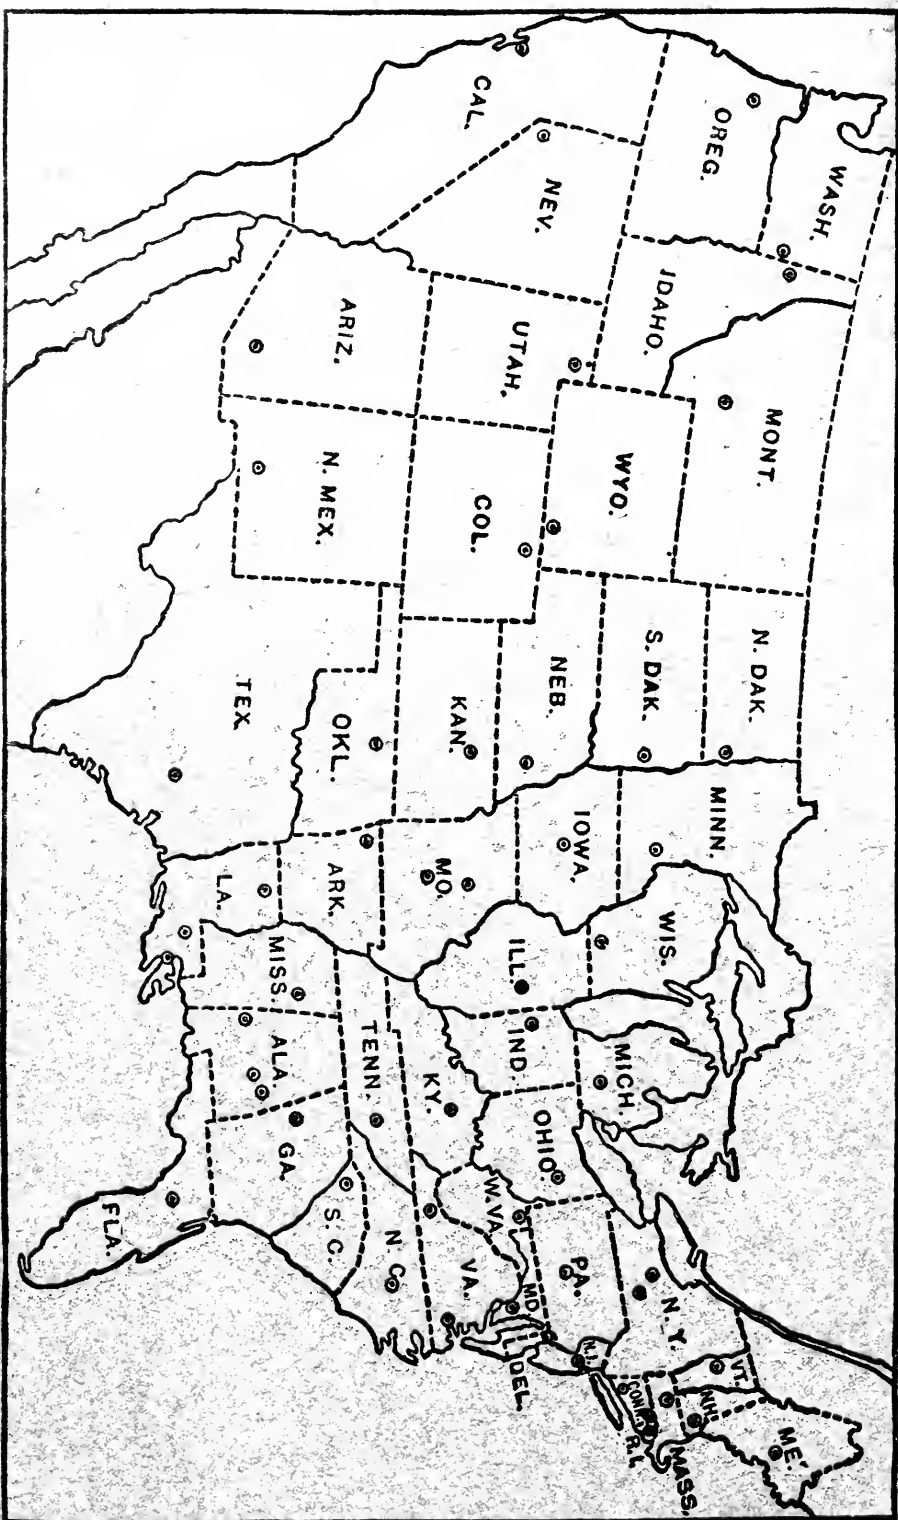 WASH.
OREG.
CAL.
NEV.
IDAHO.
MONT.
WYO.
UTAH.
COL.
ARIZ.
N. MEX.
N. DAK.
S. DAK.
NEB.
KAN.
OKL.
TEX.
MINN.
IOWA.
MO.
ARK.
LA.
WIS.
ILL.
MICH.
IND.
OHIO.
KY.
TENN.
MISS.
ALA.
GA.
FLA.
S. C.
N. C.
VA.
W. VA.
MD.
DEL.
PA.
N.J.
N. Y.
CONN.
R.I.
MASS.
VT.
N.H.
ME.